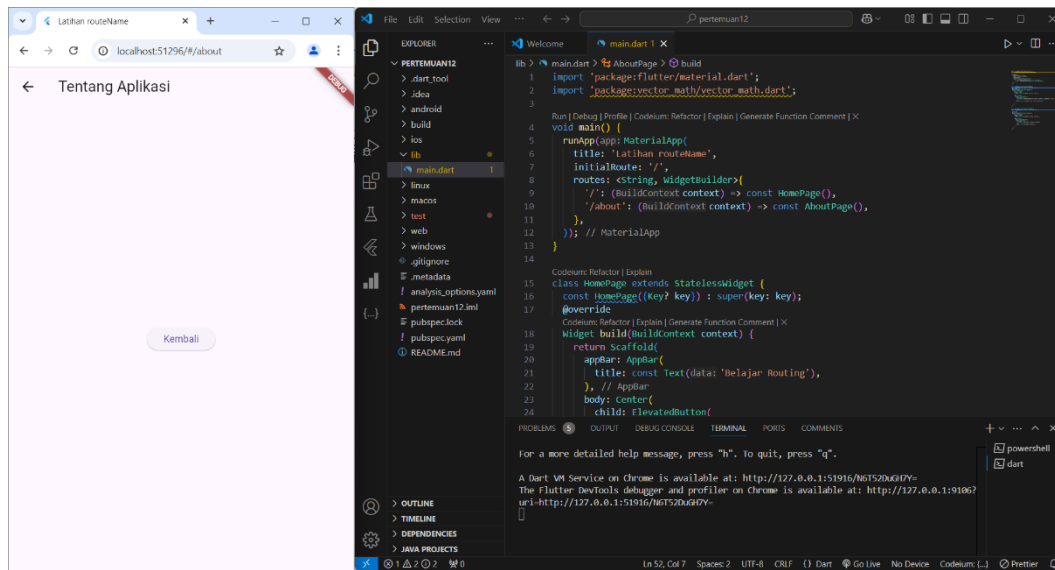 Latihan routeName
localhost:51296/#/about
DEBUG
Tentang Aplikasi
Kembali
File Edit Selection View ... pertemuan12
EXPLORER ...
PERTEMUAN12
.dart_tool
.idea
android
build
ios
lib
main.dart 1
linux
macos
test
web
windows
.gitignore
.metadata
analysis_options.yaml
pertemuan12.iml
pubspec.lock
pubspec.yaml
README.md
OUTLINE
TIMELINE
DEPENDENCIES
JAVA PROJECTS
Welcome main.dart 1
lib > main.dart > AboutPage > build
1 import 'package:flutter/material.dart';
2 import 'package:vector_math/vector_math.dart';
3
Run | Debug | Profile | Codeium: Refactor | Explain | Generate Function Comment | X
4 void main() {
5 runApp(app: MaterialApp(
6 title: 'Latihan routeName',
7 initialRoute: '/',
8 routes: <String, WidgetBuilder>{
9 '/': (BuildContext context) => const HomePage(),
10 '/about': (BuildContext context) => const AboutPage(),
11 },
12 )); // MaterialApp
13 }
14
Codeium: Refactor | Explain
15 class HomePage extends StatelessWidget {
16 const HomePage({Key? key}) : super(key: key);
17 @override
Codeium: Refactor | Explain | Generate Function Comment | X
18 Widget build(BuildContext context) {
19 return Scaffold(
20 appBar: AppBar(
21 title: const Text(data: 'Belajar Routing'),
22 ), // AppBar
23 body: Center(
24 child: ElevatedButton(
PROBLEMS 5 OUTPUT DEBUG CONSOLE TERMINAL PORTS COMMENTS
For a more detailed help message, press "h". To quit, press "q".
A Dart VM Service on Chrome is available at: http://127.0.0.1:51916/N6T52DuGH7Y=
The Flutter DevTools debugger and profiler on Chrome is available at: http://127.0.0.1:9106?
uri=http://127.0.0.1:51916/N6T52DuGH7Y=
powershell
dart
1 2 2 0 Ln 52, Col 7 Spaces: 2 UTF-8 CRLF {} Dart Go Live No Device Codeium: {...} Prettier